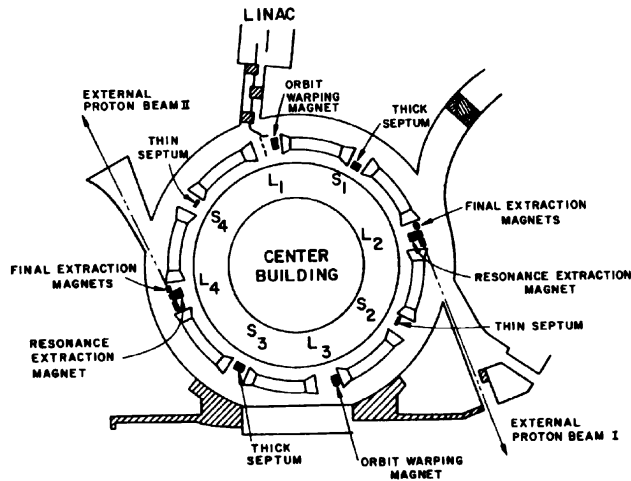 LINAC
ORBIT
WARPING
MAGNET
THICK
SEPTUM
EXTERNAL
PROTON BEAM II
THIN
SEPTUM
L1
S1
S4
L2
FINAL EXTRACTION
MAGNETS
CENTER
BUILDING
FINAL EXTRACTION
MAGNETS
L4
RESONANCE EXTRACTION
MAGNET
S2
S3
L3
THIN SEPTUM
RESONANCE
EXTRACTION
MAGNET
EXTERNAL
PROTON BEAM I
THICK
SEPTUM
ORBIT WARPING
MAGNET